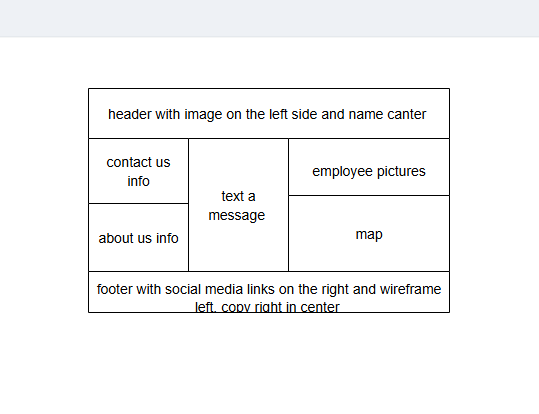 header with image on the left side and name canter
contact us
info
text a
message
employee pictures
about us info
map
footer with social media links on the right and wireframe
left, copy right in center